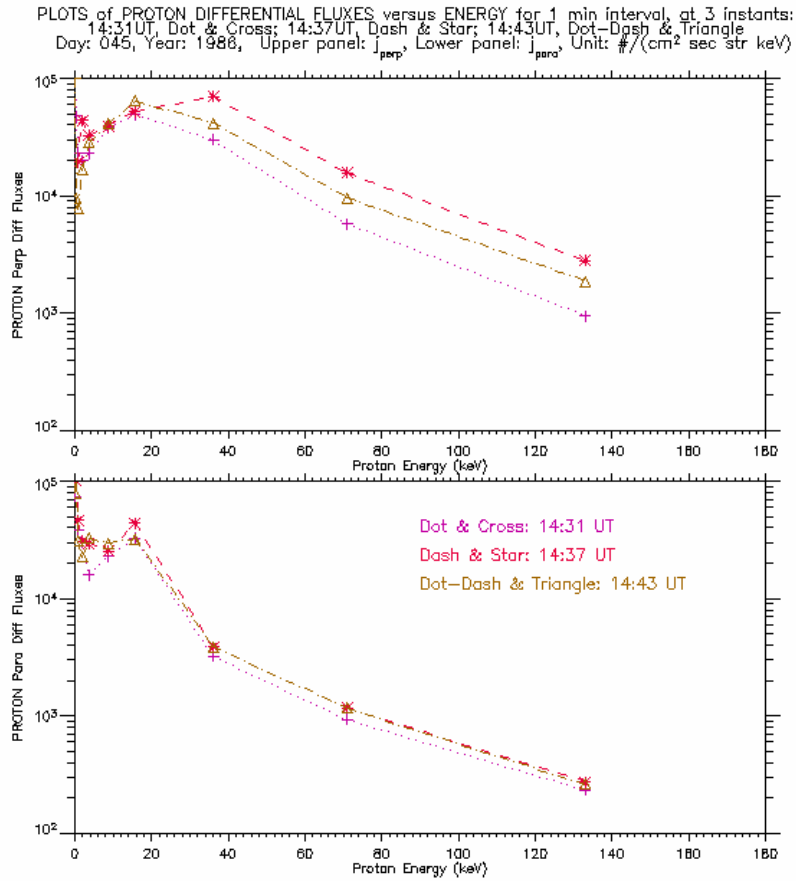 PLOTS of PROTON DIFFERENTIAL FLUXES versus ENERGY for 1 min interval, at 3 instants:
14:31UT, Dot & Cross; 14:37UT, Dash & Star; 14:43UT, Dot-Dash & Triangle
Day: 045, Year: 1986, Upper panel: j_perp, Lower panel: j_para, Unit: #/(cm² sec str keV)
PROTON Perp Diff Fluxes
10⁵
10⁴
10³
10²
0 20 40 60 80 100 120 140 160 180
Proton Energy (keV)
PROTON Para Diff Fluxes
10⁵
10⁴
10³
10²
Dot & Cross: 14:31 UT
Dash & Star: 14:37 UT
Dot-Dash & Triangle: 14:43 UT
0 20 40 60 80 100 120 140 160 180
Proton Energy (keV)